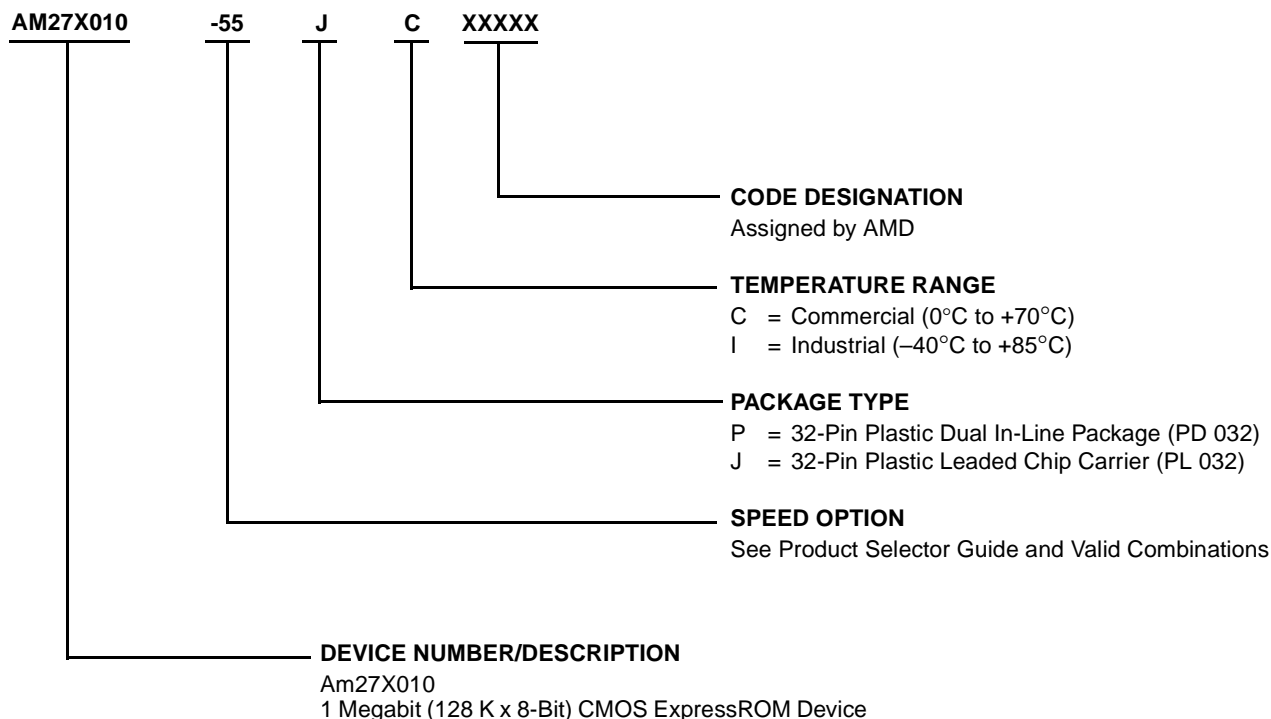 AM27X010 -55 J C XXXXX
CODE DESIGNATION
Assigned by AMD
TEMPERATURE RANGE
C = Commercial (0°C to +70°C)
I = Industrial (–40°C to +85°C)
PACKAGE TYPE
P = 32-Pin Plastic Dual In-Line Package (PD 032)
J = 32-Pin Plastic Leaded Chip Carrier (PL 032)
SPEED OPTION
See Product Selector Guide and Valid Combinations
DEVICE NUMBER/DESCRIPTION
Am27X010
1 Megabit (128 K x 8-Bit) CMOS ExpressROM Device